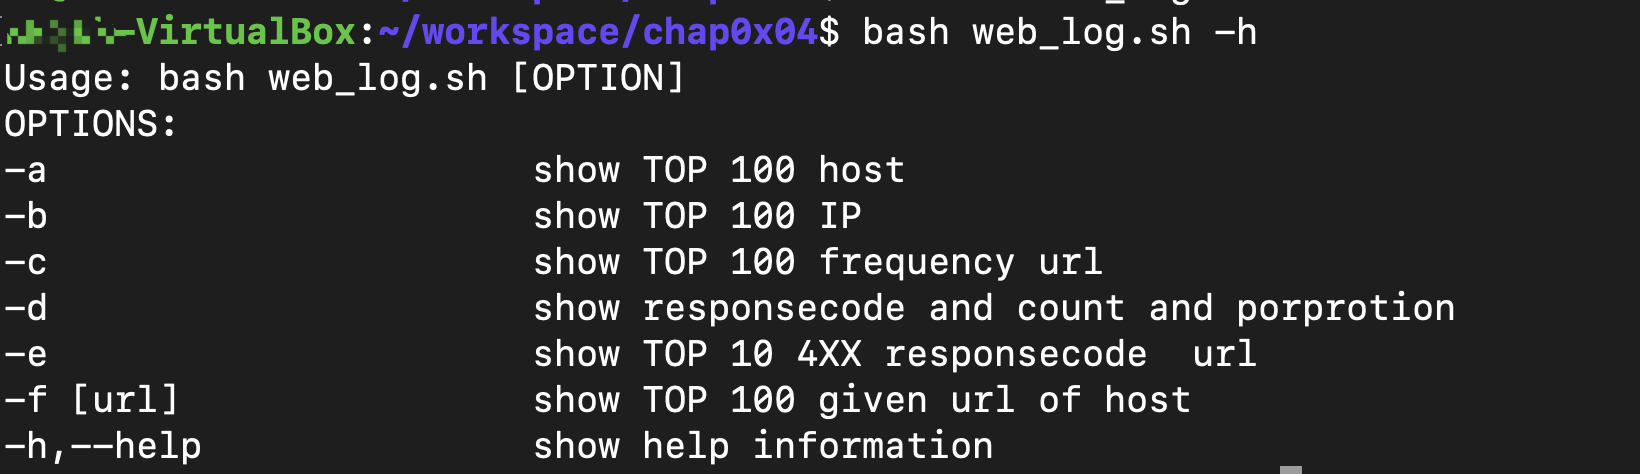 -VirtualBox:~/workspace/chap0x04$ bash web_log.sh -h
Usage: bash web_log.sh [OPTION]
OPTIONS:
-a show TOP 100 host
-b show TOP 100 IP
-c show TOP 100 frequency url
-d show responsecode and count and porprotion
-e show TOP 10 4XX responsecode  url
-f [url] show TOP 100 given url of host
-h,--help show help information